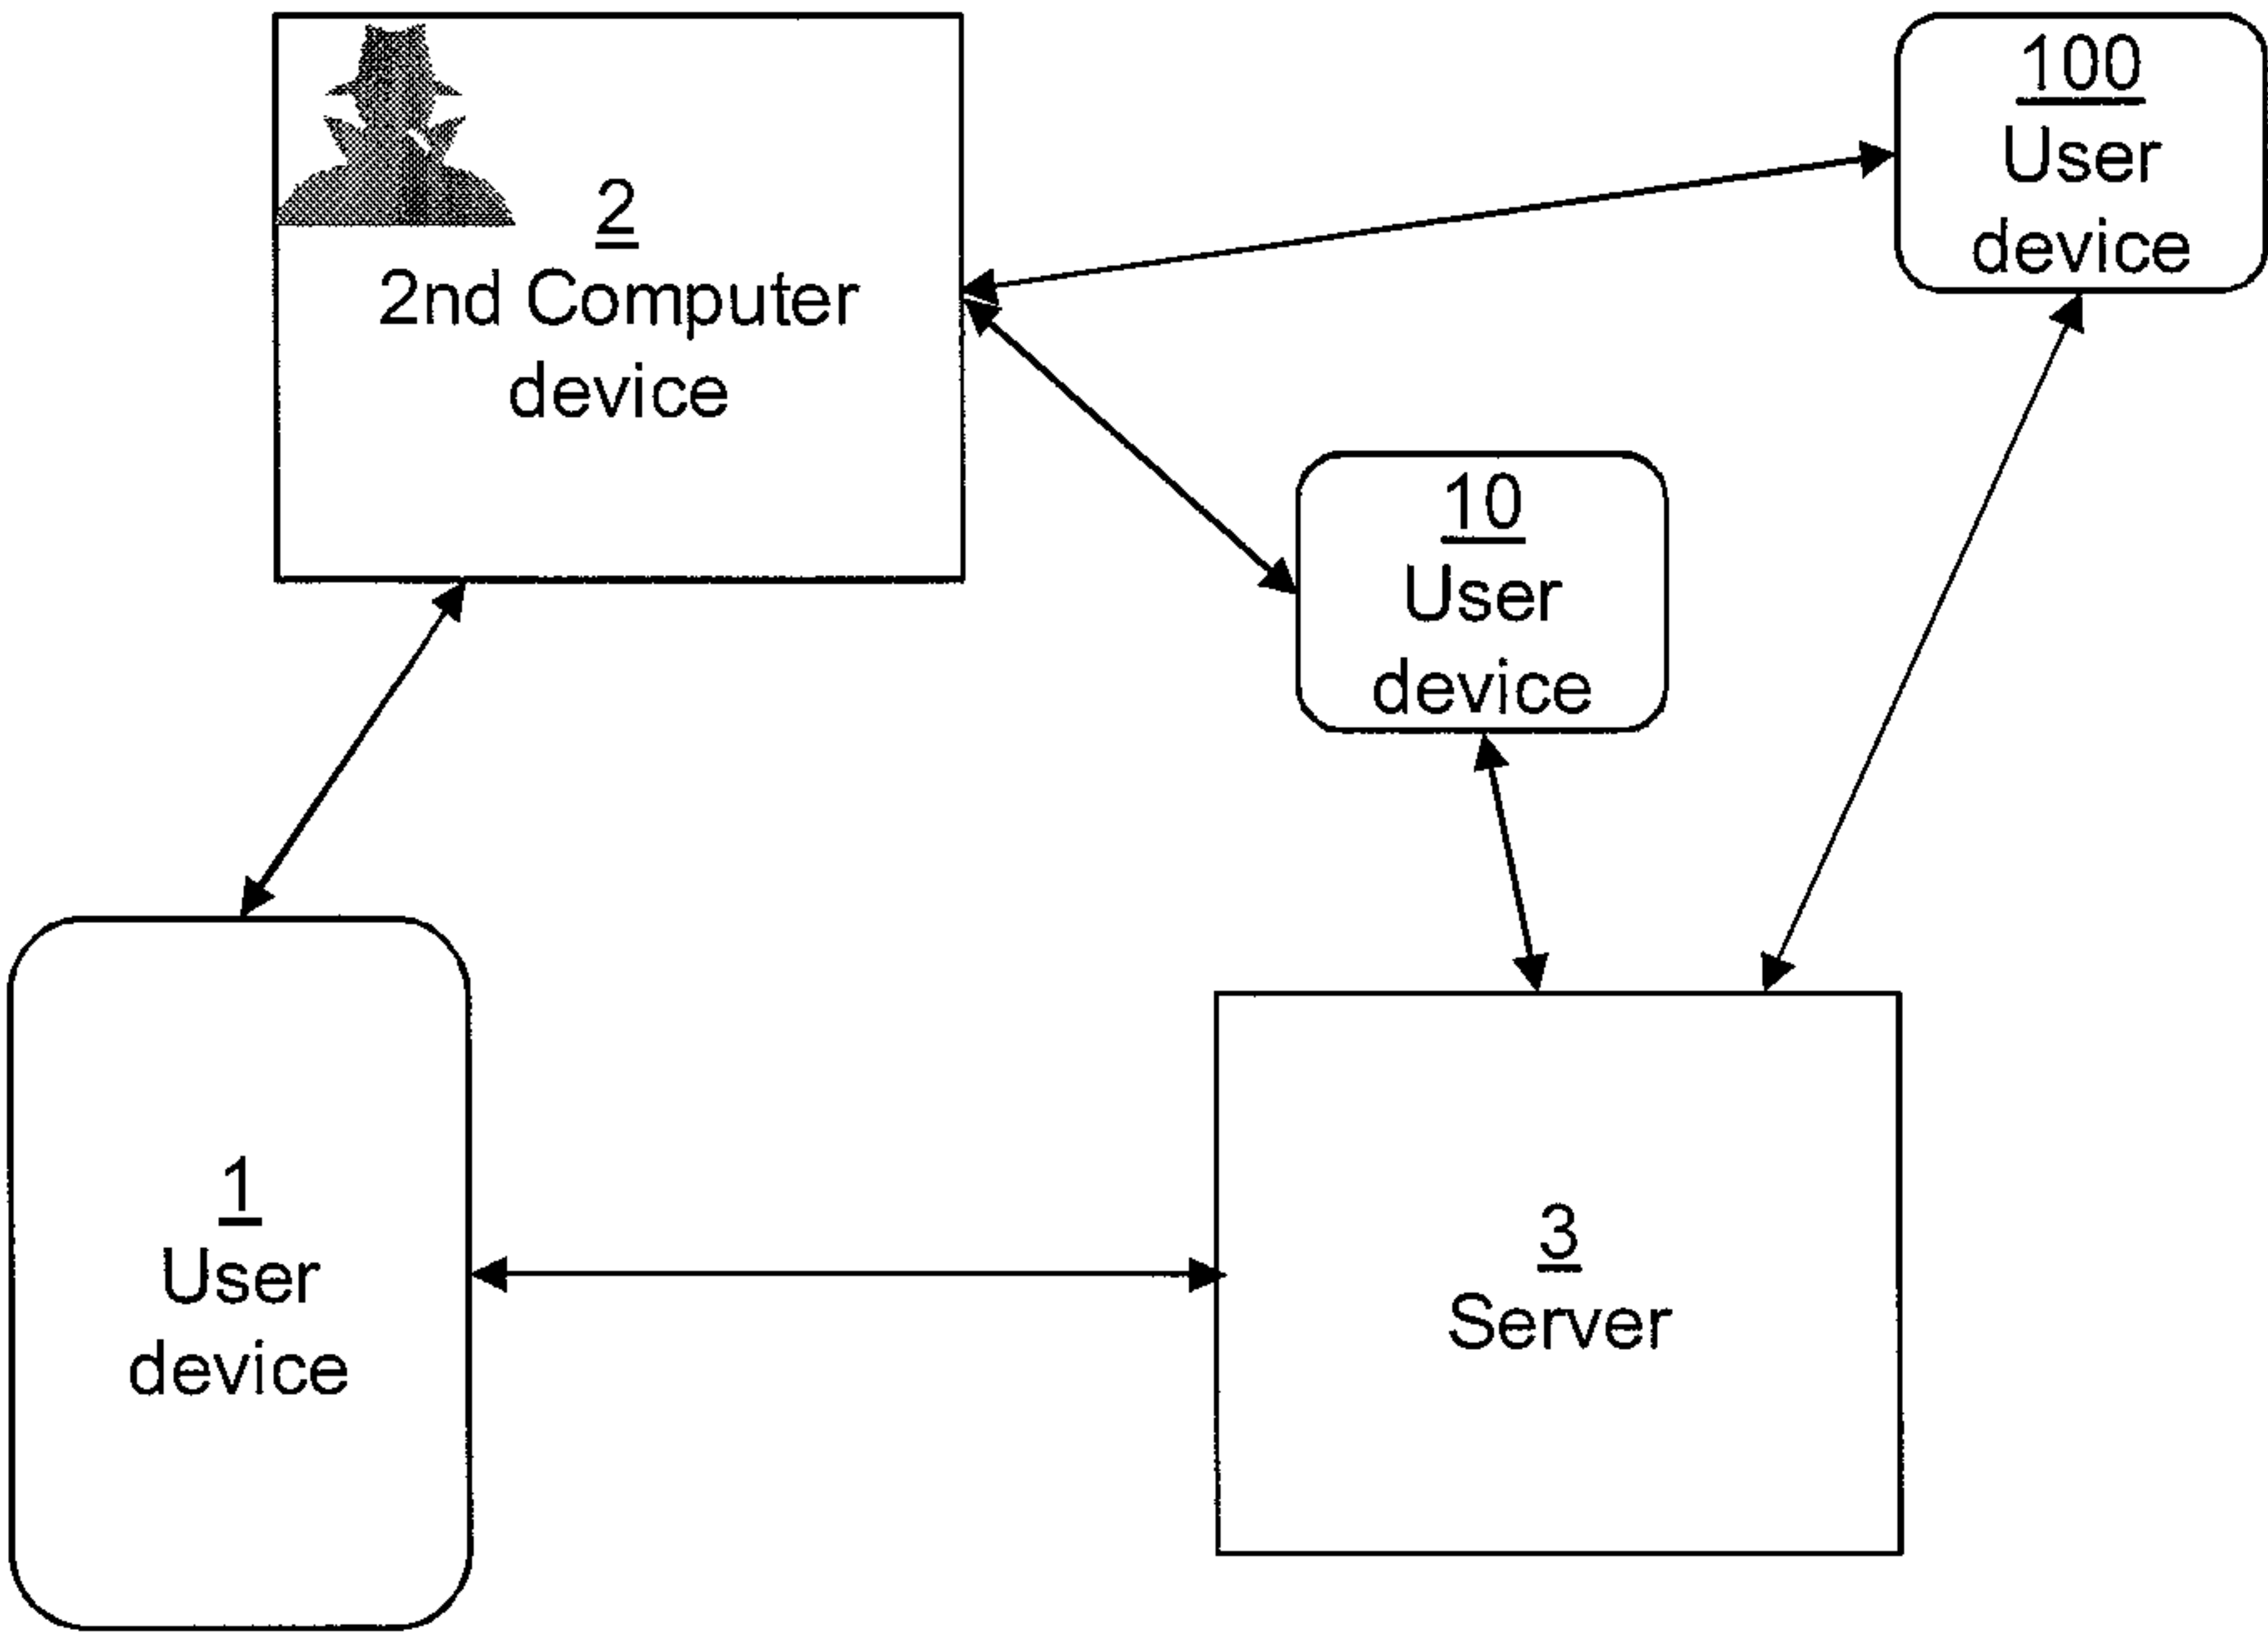 2
2nd Computer
device
100
User
device
10
User
device
1
User
device
3
Server